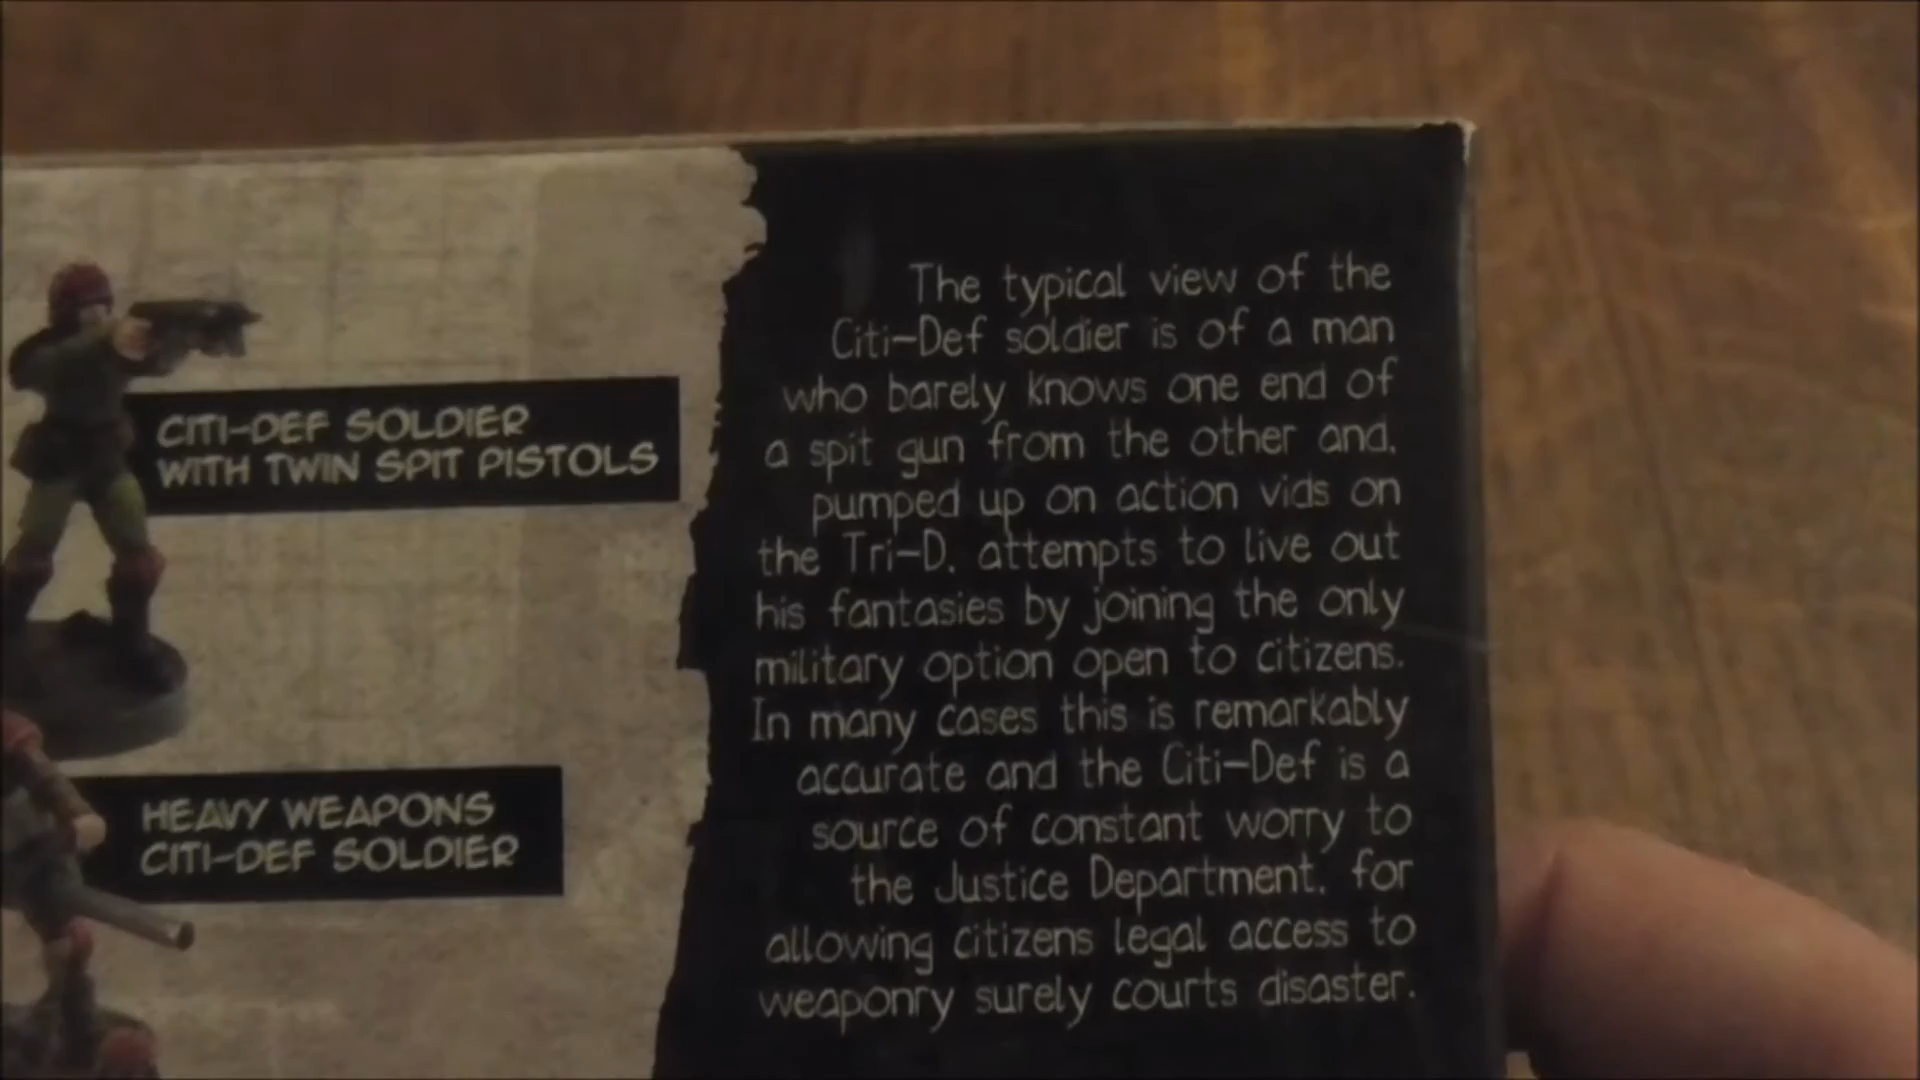 CITI-DEF SOLDIER
WITH TWIN SPIT PISTOLS
HEAVY WEAPONS
CITI-DEF SOLDIER
The typical view of the
Citi-Def soldier is of a man
who barely knows one end of
a spit gun from the other and,
pumped up on action vids on
the Tri-D, attempts to live out
his fantasies by joining the only
military option open to citizens.
In many cases this is remarkably
accurate and the Citi-Def is a
source of constant worry to
the Justice Department, for
allowing citizens legal access to
weaponry surely courts disaster.